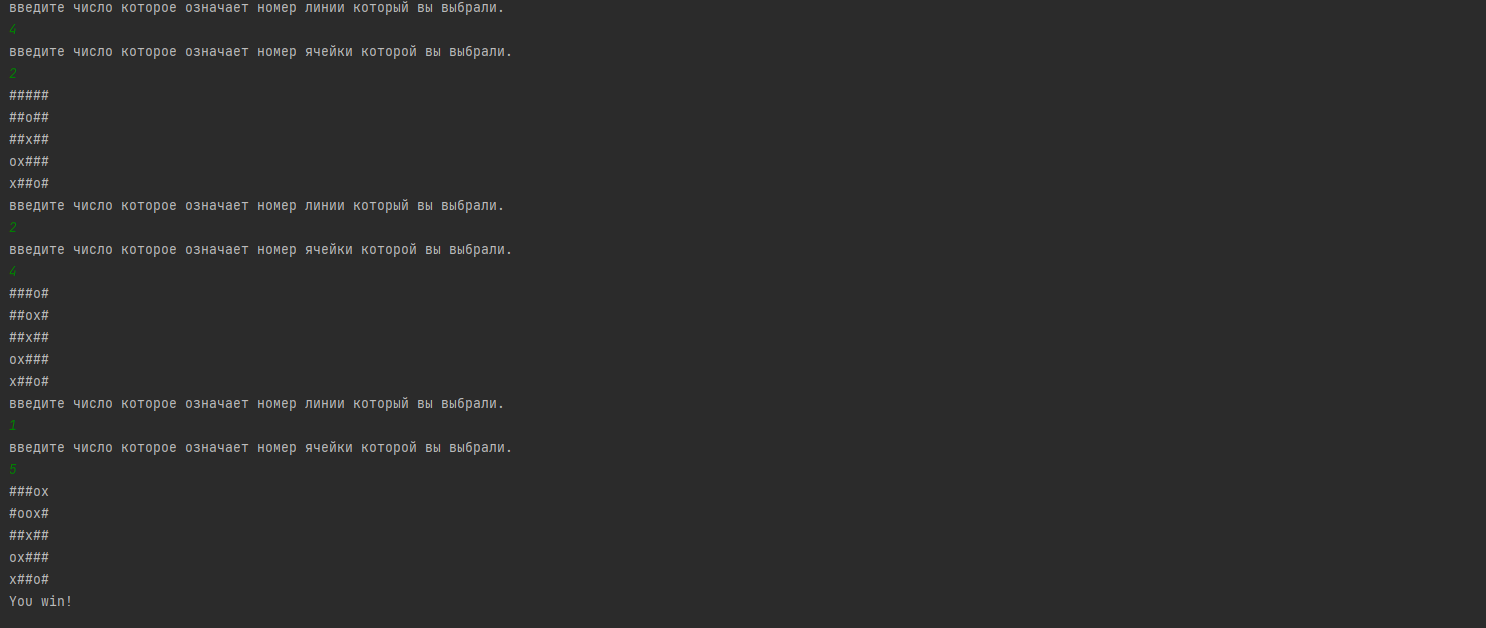 введите число которое означает номер линии который вы выбрали.
4
введите число которое означает номер ячейки которой вы выбрали.
2
#####
##o##
##x##
ox###
x##o#
введите число которое означает номер линии который вы выбрали.
2
введите число которое означает номер ячейки которой вы выбрали.
4
###o#
##ox#
##x##
ox###
x##o#
введите число которое означает номер линии который вы выбрали.
1
введите число которое означает номер ячейки которой вы выбрали.
5
###ox
#oox#
##x##
ox###
x##o#
You win!